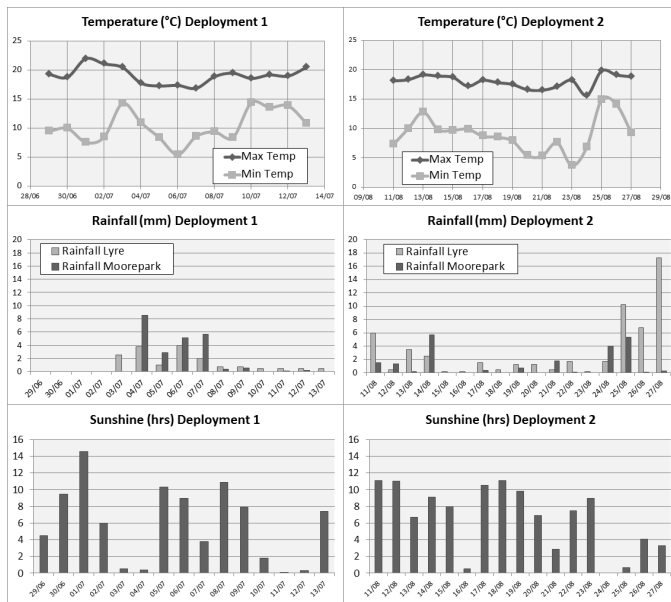 Temperature (°C) Deployment 1
25
20
15
10
5
0
28/06 30/06 02/07 04/07 06/07 08/07 10/07 12/07 14/07
Max Temp
Min Temp
Temperature (°C) Deployment 2
25
20
15
10
5
0
09/08 11/08 13/08 15/08 17/08 19/08 21/08 23/08 25/08 27/08 29/08
Max Temp
Min Temp
Rainfall (mm) Deployment 1
20
18
16
14
12
10
8
6
4
2
0
Rainfall Lyre
Rainfall Moorepark
29/06 30/06 01/07 02/07 03/07 04/07 05/07 06/07 07/07 08/07 09/07 10/07 11/07 12/07 13/07
Rainfall (mm) Deployment 2
20
18
16
14
12
10
8
6
4
2
0
Rainfall Lyre
Rainfall Moorepark
11/08 12/08 13/08 14/08 15/08 16/08 17/08 18/08 19/08 20/08 21/08 22/08 23/08 24/08 25/08 26/08 27/08
Sunshine (hrs) Deployment 1
16
14
12
10
8
6
4
2
0
29/06 30/06 01/07 02/07 03/07 04/07 05/07 06/07 07/07 08/07 09/07 10/07 11/07 12/07 13/07
Sunshine (hrs) Deployment 2
16
14
12
10
8
6
4
2
0
11/08 12/08 13/08 14/08 15/08 16/08 17/08 18/08 19/08 20/08 21/08 22/08 23/08 24/08 25/08 26/08 27/08